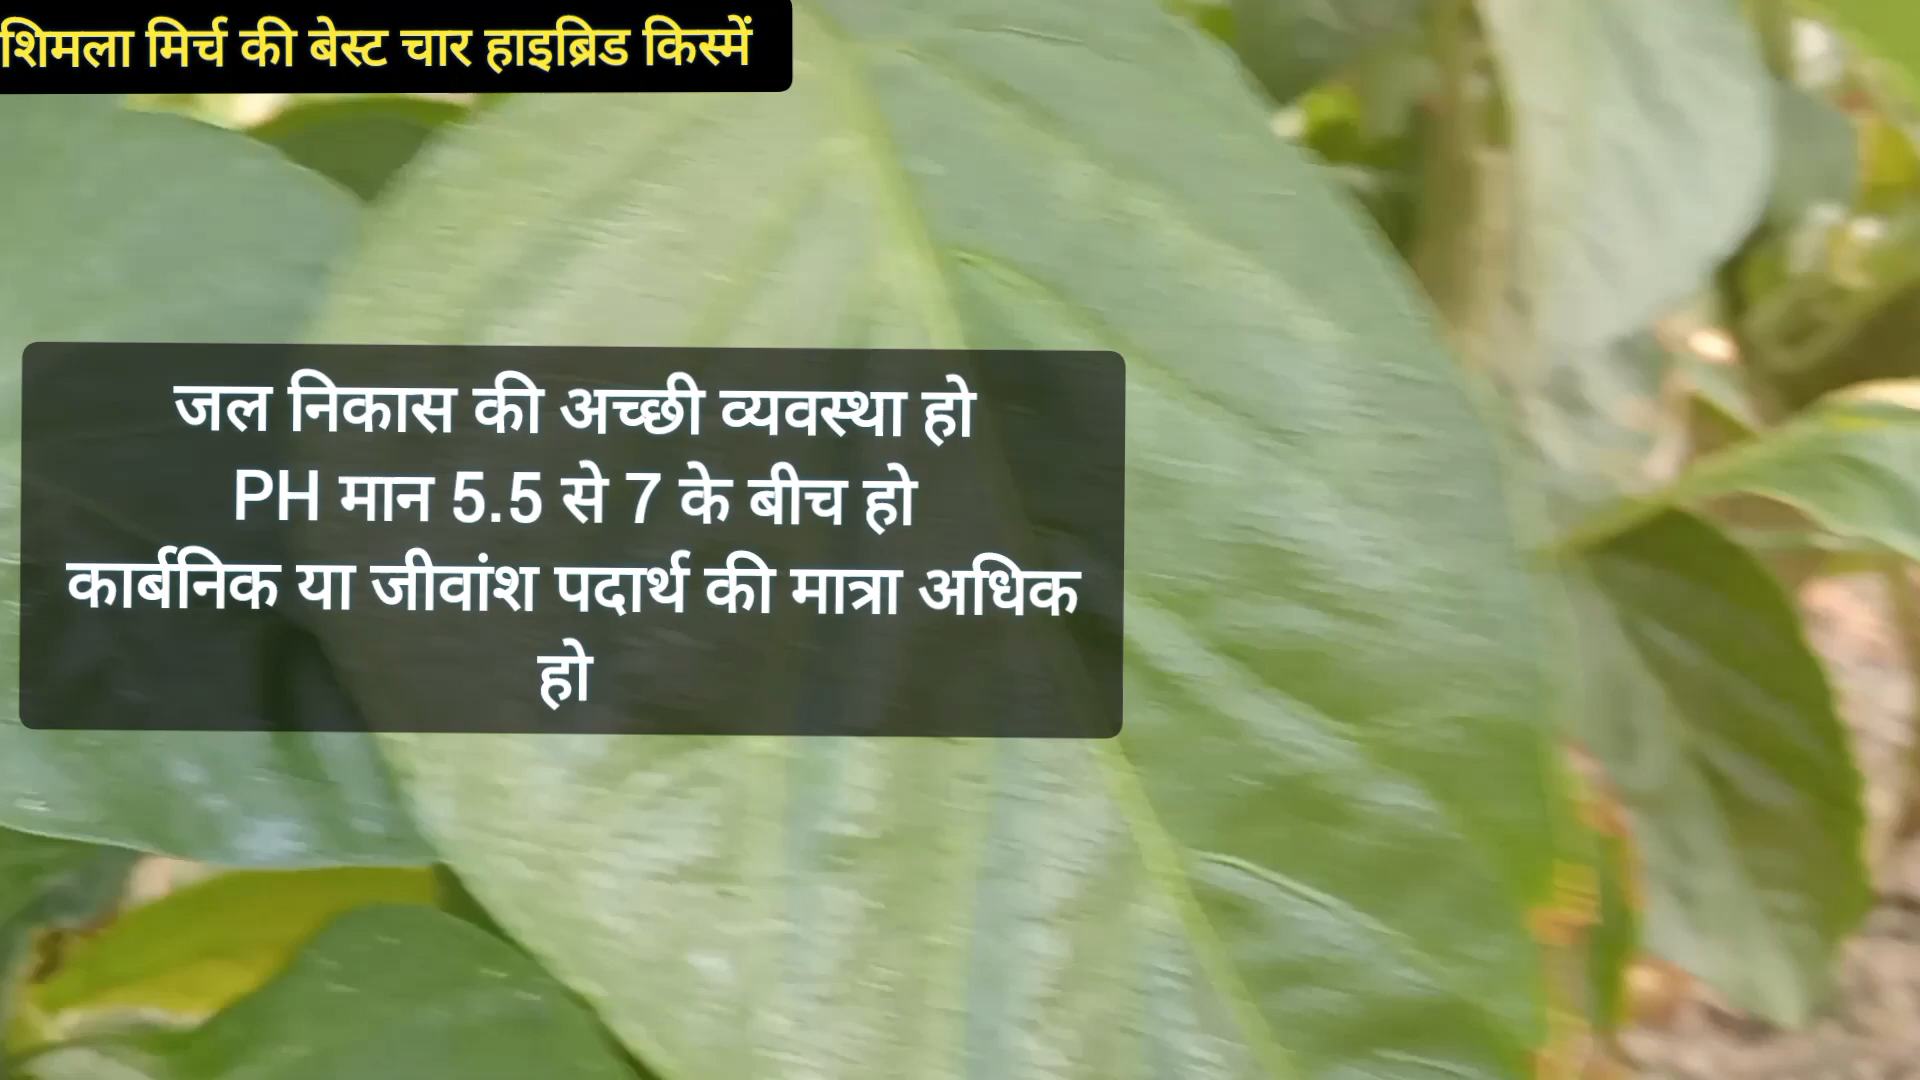 शिमला मिर्च की बेस्ट चार हाइब्रिड किस्में
जल निकास की अच्छी व्यवस्था हो
PH मान 5.5 से 7 के बीच हो
कार्बनिक या जीवांश पदार्थ की मात्रा अधिक
हो